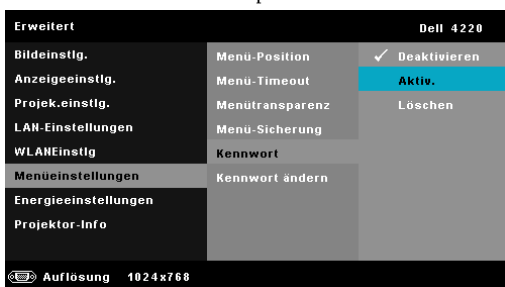 Erweitert
Dell 4220
Bildeinstlg.
Anzeigeeinstlg.
Projek.einstlg.
LAN-Einstellungen
WLANEinstlg
Menüeinstellungen
Energieeinstellungen
Projektor-Info
Menü-Position
Menü-Timeout
Menütransparenz
Menü-Sicherung
Kennwort
Kennwort ändern
Deaktivieren
Aktiv.
Löschen
Auflösung 1024x768